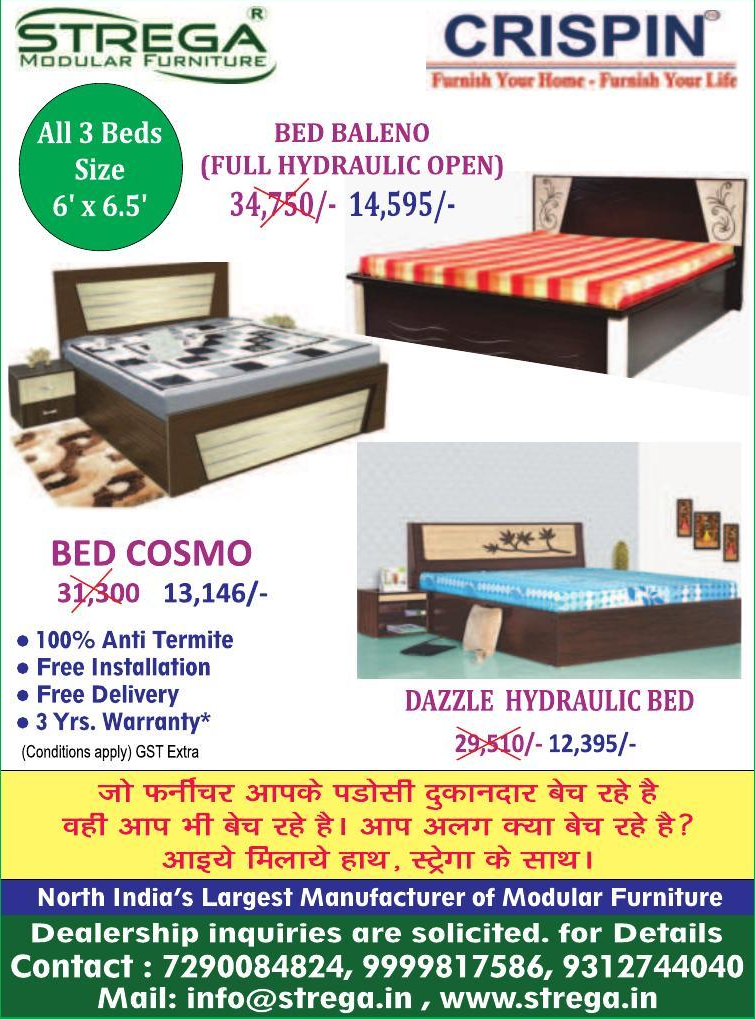 STREGA ®
MODULAR FURNITURE
CRISPIN
Furnish Your Home - Furnish Your Life
All 3 Beds
Size
6' x 6.5'
BED BALENO
(FULL HYDRAULIC OPEN)
34,750/- 14,595/-
BED COSMO
31,300 13,146/-
• 100% Anti Termite
• Free Installation
• Free Delivery
• 3 Yrs. Warranty*
(Conditions apply) GST Extra
DAZZLE HYDRAULIC BED
29,510/- 12,395/-
जो फर्नीचर आपके पडोसी दुकानदार बेच रहे है
वहीं आप भी बेच रहे है। आप अलग क्या बेच रहे है?
आइये मिलाये हाथ, स्ट्रेगा के साथ।
North India's Largest Manufacturer of Modular Furniture
Dealership inquiries are solicited. for Details
Contact : 7290084824, 9999817586, 9312744040
Mail: info@strega.in , www.strega.in